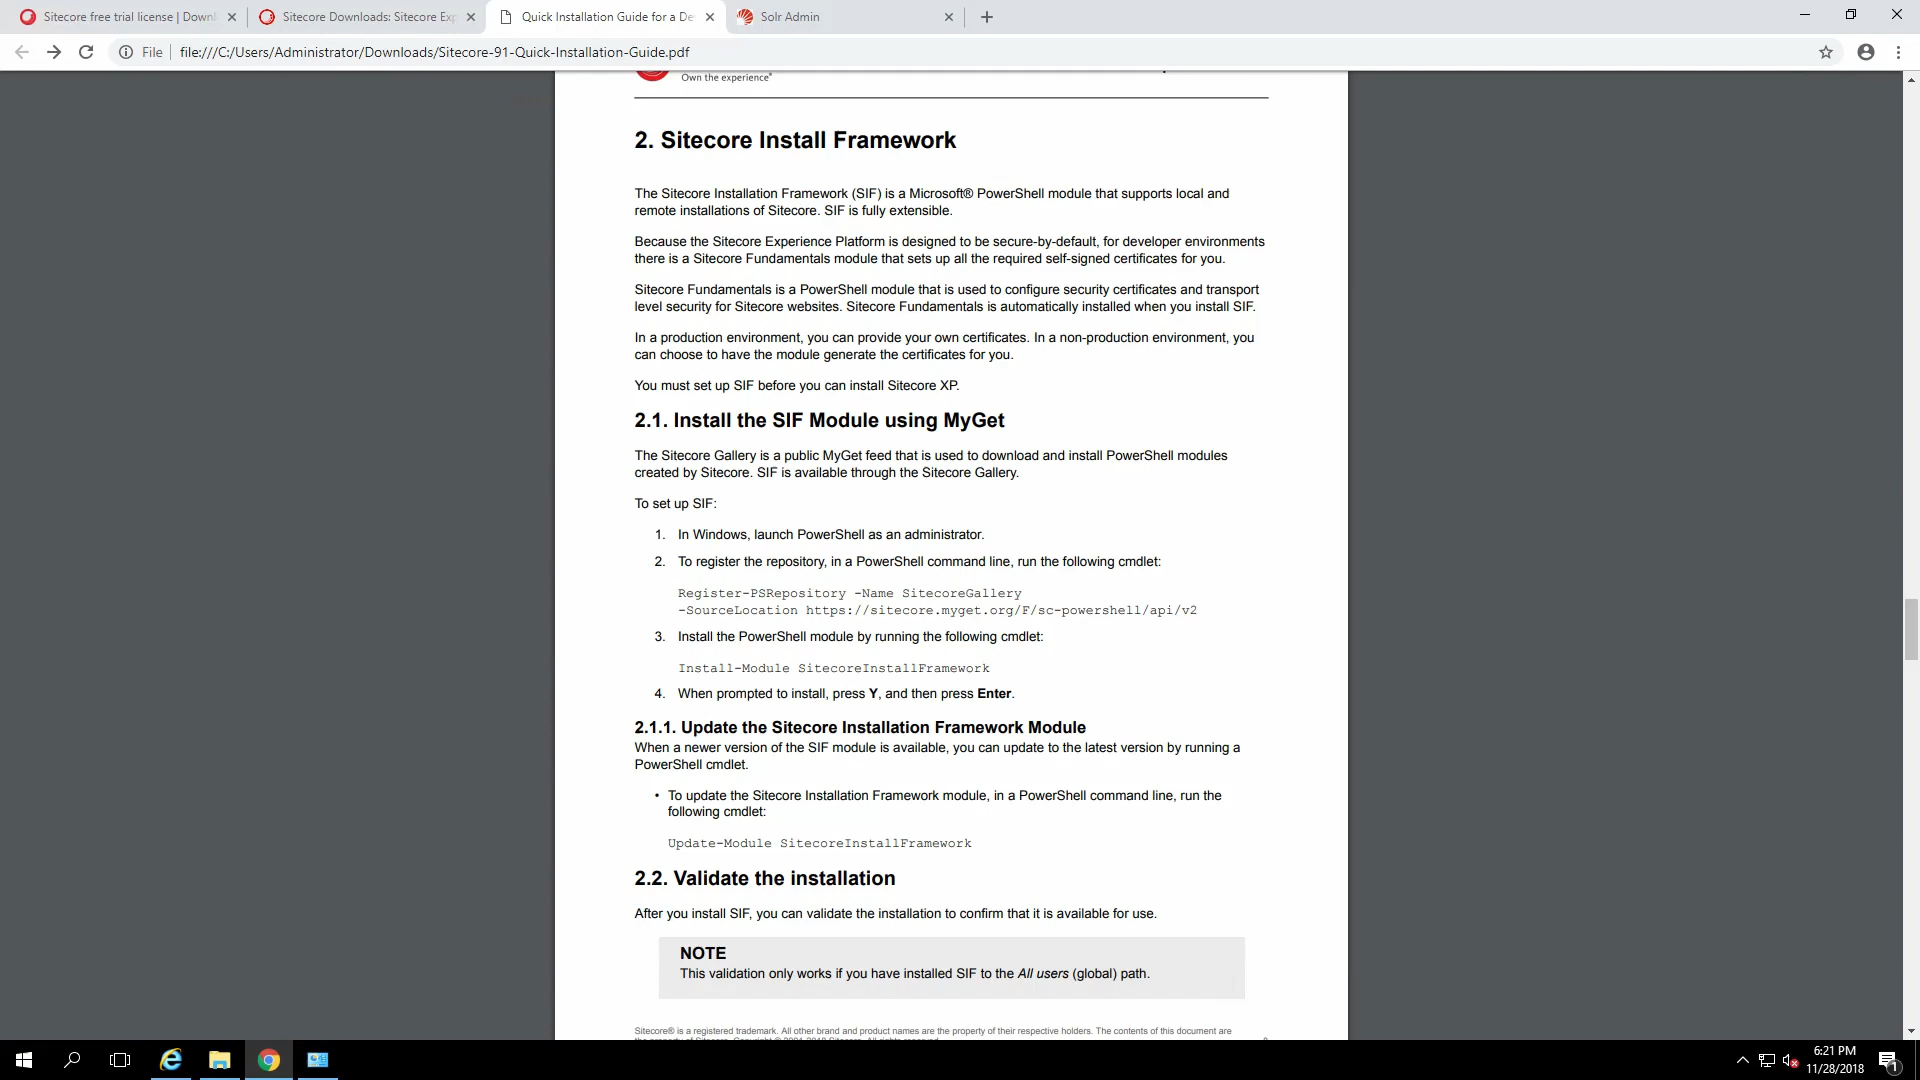 Sitecore free trial license | Downl
Sitecore Downloads: Sitecore Exp
Quick Installation Guide for a De
Solr Admin
File
file:///C:/Users/Administrator/Downloads/Sitecore-91-Quick-Installation-Guide.pdf
Own the experience®
2. Sitecore Install Framework
The Sitecore Installation Framework (SIF) is a Microsoft® PowerShell module that supports local and
remote installations of Sitecore. SIF is fully extensible.
Because the Sitecore Experience Platform is designed to be secure-by-default, for developer environments
there is a Sitecore Fundamentals module that sets up all the required self-signed certificates for you.
Sitecore Fundamentals is a PowerShell module that is used to configure security certificates and transport
level security for Sitecore websites. Sitecore Fundamentals is automatically installed when you install SIF.
In a production environment, you can provide your own certificates. In a non-production environment, you
can choose to have the module generate the certificates for you.
You must set up SIF before you can install Sitecore XP.
2.1. Install the SIF Module using MyGet
The Sitecore Gallery is a public MyGet feed that is used to download and install PowerShell modules
created by Sitecore. SIF is available through the Sitecore Gallery.
To set up SIF:
1. In Windows, launch PowerShell as an administrator.
2. To register the repository, in a PowerShell command line, run the following cmdlet:
Register-PSRepository -Name SitecoreGallery
-SourceLocation https://sitecore.myget.org/F/sc-powershell/api/v2
3. Install the PowerShell module by running the following cmdlet:
Install-Module SitecoreInstallFramework
4. When prompted to install, press Y, and then press Enter.
2.1.1. Update the Sitecore Installation Framework Module
When a newer version of the SIF module is available, you can update to the latest version by running a
PowerShell cmdlet.
• To update the Sitecore Installation Framework module, in a PowerShell command line, run the
following cmdlet:
Update-Module SitecoreInstallFramework
2.2. Validate the installation
After you install SIF, you can validate the installation to confirm that it is available for use.
NOTE
This validation only works if you have installed SIF to the All users (global) path.
Sitecore® is a registered trademark. All other brand and product names are the property of their respective holders. The contents of this document are
6:21 PM
11/28/2018
1